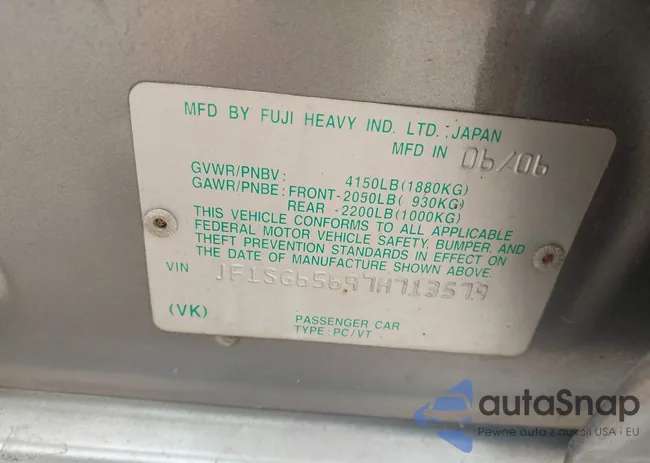 MFD BY FUJI HEAVY IND. LTD. :JAPAN
MFD IN 06/06
GVWR/PNBV: 4150LB(1880KG)
GAWR/PNBE: FRONT-2050LB( 930KG)
REAR -2200LB(1000KG)
THIS VEHICLE CONFORMS TO ALL APPLICABLE
FEDERAL MOTOR VEHICLE SAFETY, BUMPER, AND
THEFT PREVENTION STANDARDS IN EFFECT ON
THE DATE OF MANUFACTURE SHOWN ABOVE.
VIN JF1SG65697H713579
(VK) PASSENGER CAR
TYPE: PC/VT
autoSnap
Pewne auta z aukcji USA i EU